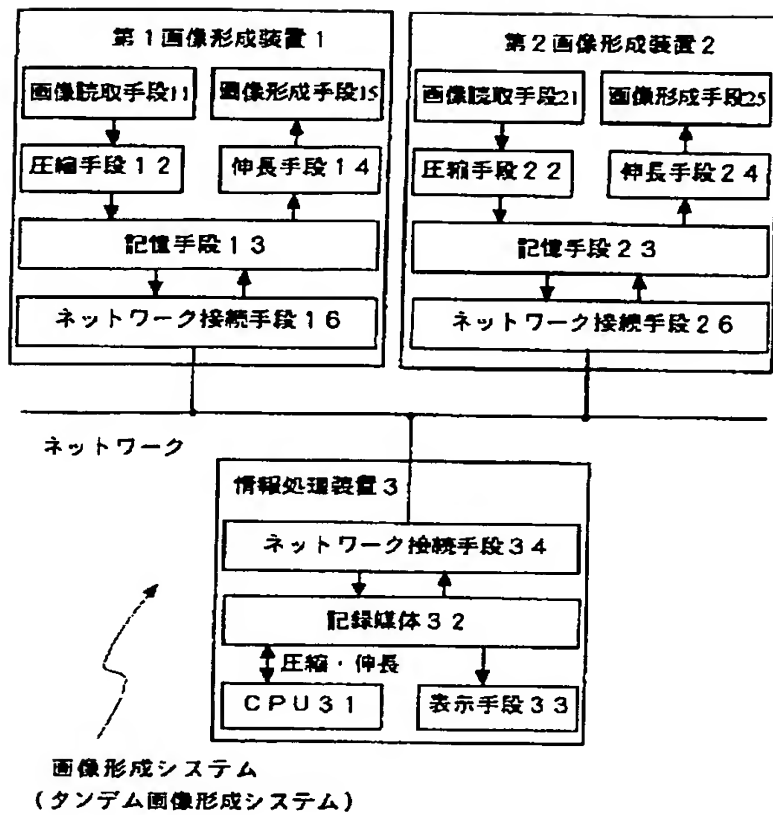 第1画像形成装置1
画像読取手段11
画像形成手段15
圧縮手段12
伸長手段14
記憶手段13
ネットワーク接続手段16
第2画像形成装置2
画像読取手段21
画像形成手段25
圧縮手段22
伸長手段24
記憶手段23
ネットワーク接続手段26
ネットワーク
情報処理装置3
ネットワーク接続手段34
記録媒体32
圧縮・伸長
CPU31
表示手段33
画像形成システム
(タンデム画像形成システム)